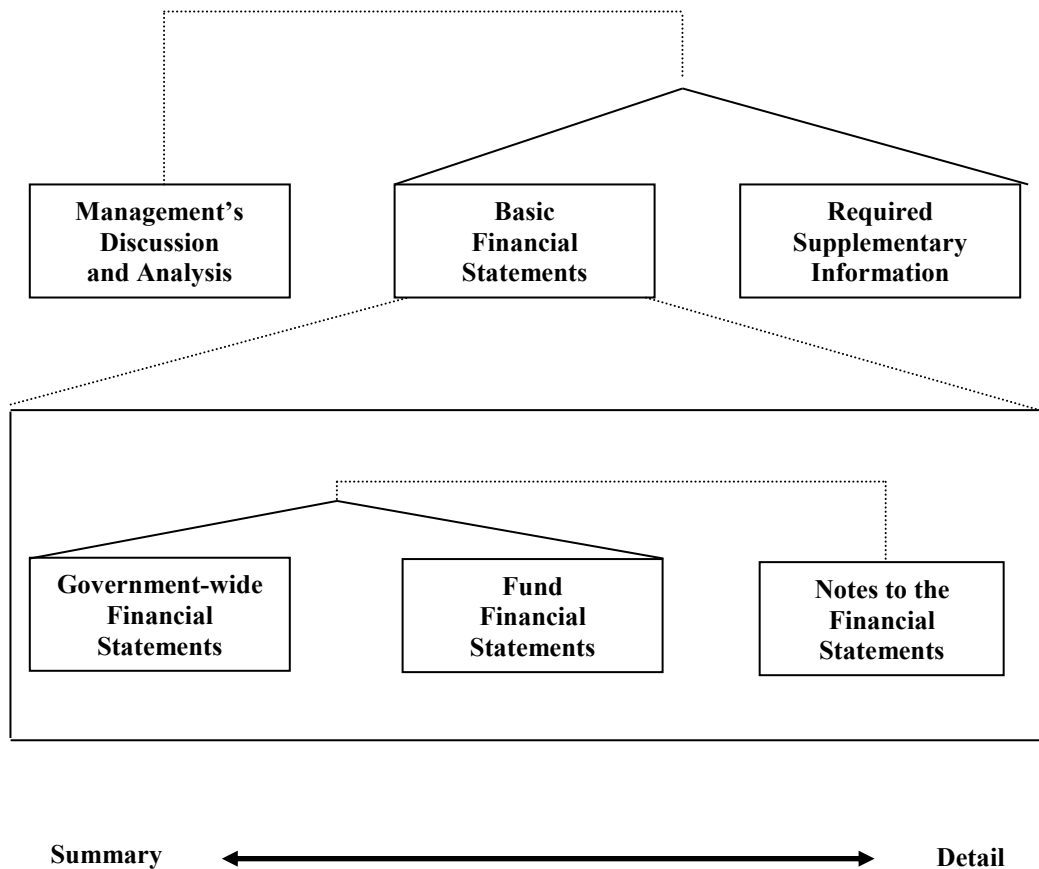 Management’s
Discussion
and Analysis
Basic
Financial
Statements
Required
Supplementary
Information
Government-wide
Financial
Statements
Fund
Financial
Statements
Notes to the
Financial
Statements
Summary
Detail